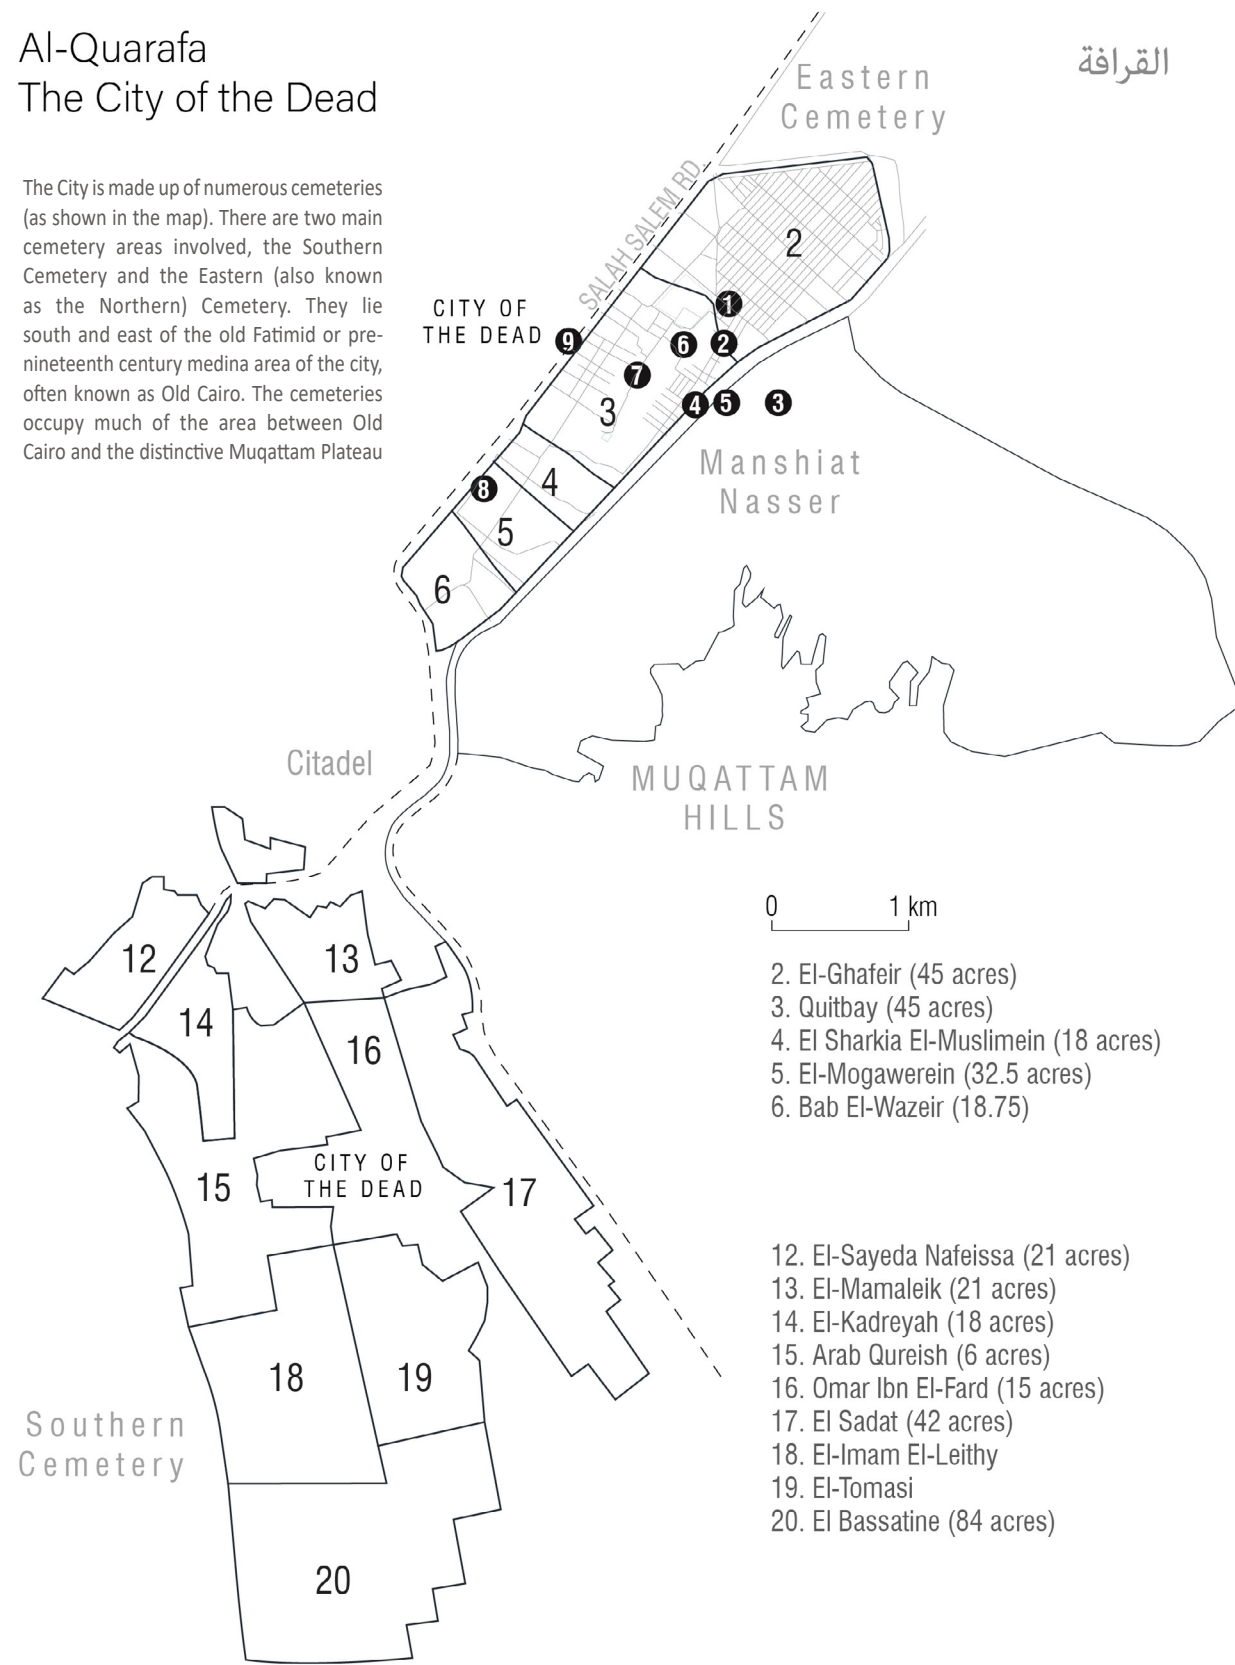 Al-Quarafa
The City of the Dead
القرافة
The City is made up of numerous cemeteries
(as shown in the map). There are two main
cemetery areas involved, the Southern
Cemetery and the Eastern (also known
as the Northern) Cemetery. They lie
south and east of the old Fatimid or pre-
nineteenth century medina area of the city,
often known as Old Cairo. The cemeteries
occupy much of the area between Old
Cairo and the distinctive Muqattam Plateau
Eastern
Cemetery
SALAH SALEM RD.
CITY OF
THE DEAD
2
1
9
6
2
7
3
4
5
3
Manshiat
Nasser
4
8
5
6
Citadel
MUQATTAM
HILLS
0 1 km
12
13
14
16
15
CITY OF
THE DEAD
17
18
19
Southern
Cemetery
20
2. El-Ghafeir (45 acres)
3. Quitbay (45 acres)
4. El Sharkia El-Muslimein (18 acres)
5. El-Mogawerein (32.5 acres)
6. Bab El-Wazeir (18.75)
12. El-Sayeda Nafeissa (21 acres)
13. El-Mamaleik (21 acres)
14. El-Kadreyah (18 acres)
15. Arab Qureish (6 acres)
16. Omar Ibn El-Fard (15 acres)
17. El Sadat (42 acres)
18. El-Imam El-Leithy
19. El-Tomasi
20. El Bassatine (84 acres)